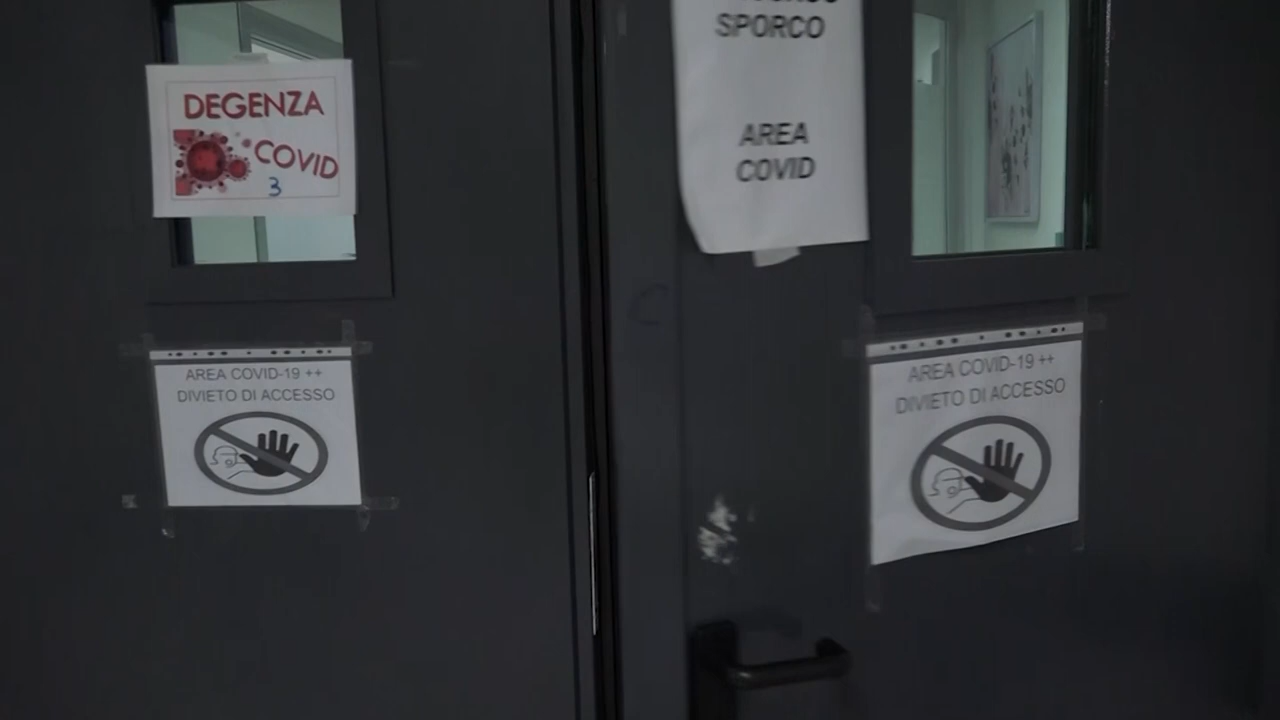 DEGENZA
COVID
3
SPORCO
AREA
COVID
AREA COVID-19 ++
DIVIETO DI ACCESSO
AREA COVID-19 ++
DIVIETO DI ACCESSO